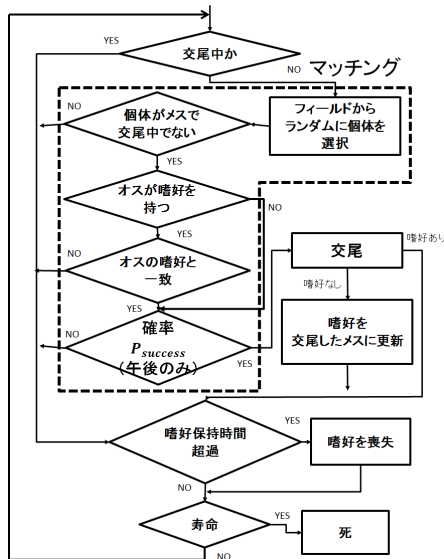 YES
交尾中か
NO
マッチング
フィールドから
ランダムに個体を
選択
NO
個体がメスで
交尾中でない
YES
オスが嗜好を
持つ
NO
YES
NO
オスの嗜好と
一致
YES
交尾
嗜好あり
嗜好なし
NO
確率
P_success
(午後のみ)
YES
嗜好を
交尾したメスに更新
嗜好保持時間
超過
YES
嗜好を喪失
NO
寿命
YES
死
NO